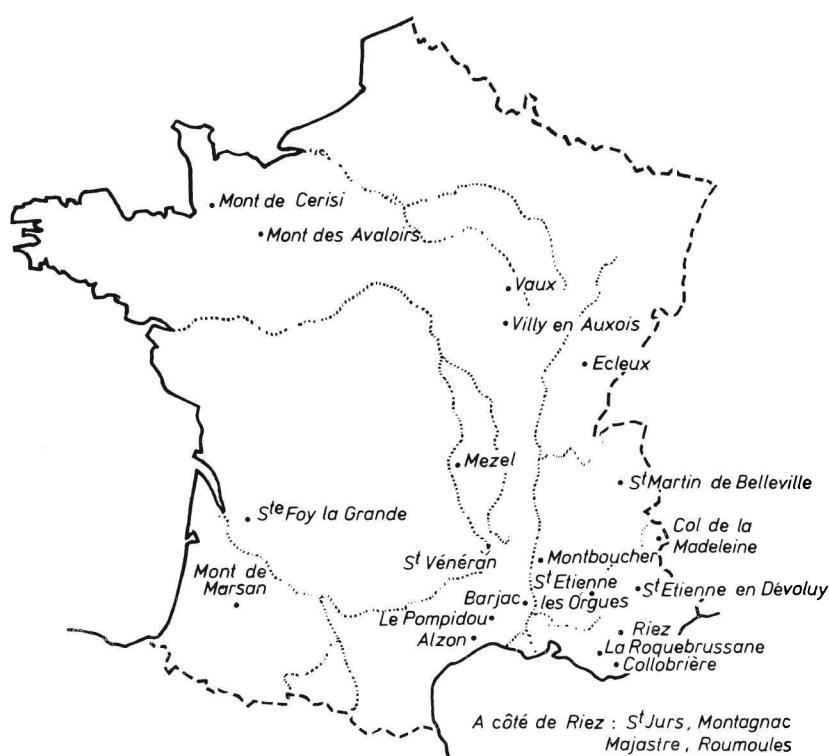 Mont de Cerisi
Mont des Avaloirs
Vaux
Villy en Auxois
Ecleux
Mezel
St Martin de Belleville
Ste Foy la Grande
Col de la
Madeleine
St Vénéran
Montboucher
Mont de
Marsan
St Etienne
les Orgues
St Etienne en Dévoluy
Barjac
Le Pompidou
Alzon
Riez
La Roquebrussane
Collobrière
A côté de Riez : St Jurs, Montagnac
Majastre, Roumoules